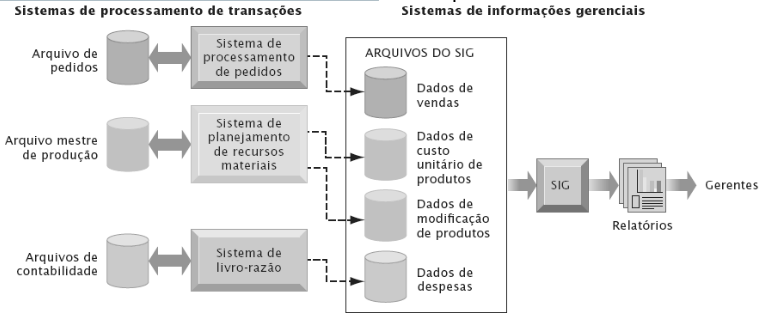 Sistemas de processamento de transações
Sistemas de informações gerenciais
Arquivo de
pedidos
Sistema de
processamento
de pedidos
Arquivo mestre
de produção
Sistema de
planejamento
de recursos
materiais
Arquivos de
contabilidade
Sistema de
livro-razão
ARQUIVOS DO SIG
Dados de
vendas
Dados de
custo
unitário de
produtos
Dados de
modificação
de produtos
Dados de
despesas
SIG
Relatórios
Gerentes